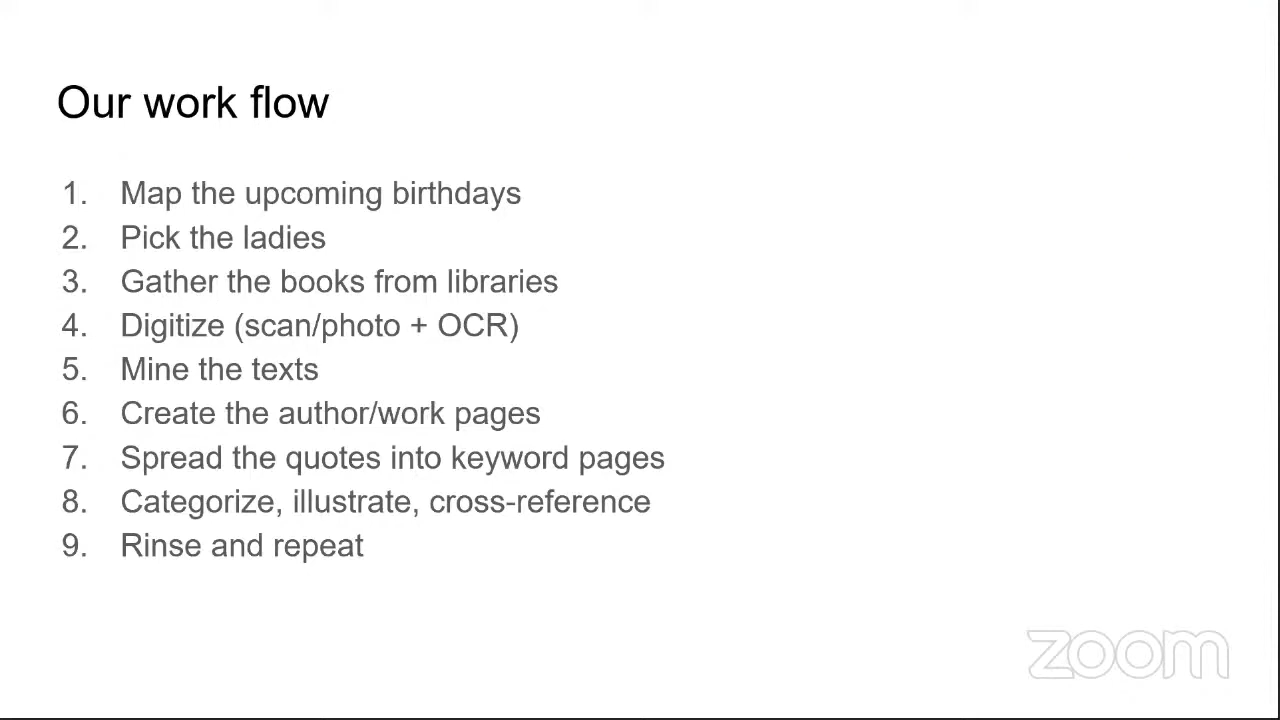 Our work flow
1. Map the upcoming birthdays
2. Pick the ladies
3. Gather the books from libraries
4. Digitize (scan/photo + OCR)
5. Mine the texts
6. Create the author/work pages
7. Spread the quotes into keyword pages
8. Categorize, illustrate, cross-reference
9. Rinse and repeat
zoom